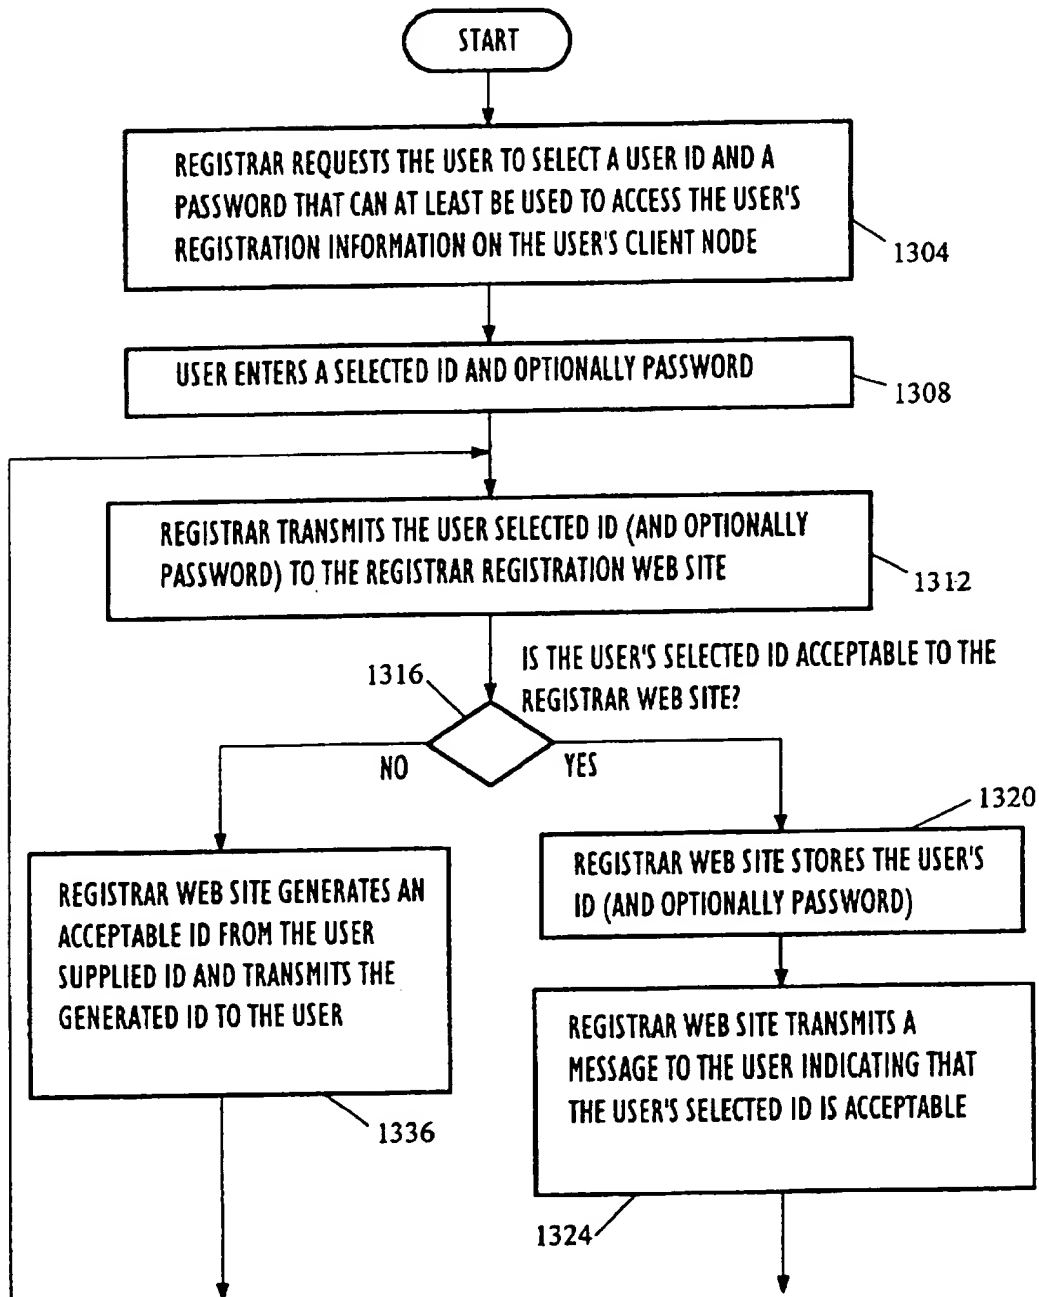 START
REGISTRAR REQUESTS THE USER TO SELECT A USER ID AND A
PASSWORD THAT CAN AT LEAST BE USED TO ACCESS THE USER'S
REGISTRATION INFORMATION ON THE USER'S CLIENT NODE
1304
USER ENTERS A SELECTED ID AND OPTIONALLY PASSWORD
1308
REGISTRAR TRANSMITS THE USER SELECTED ID (AND OPTIONALLY
PASSWORD) TO THE REGISTRAR REGISTRATION WEB SITE
1312
IS THE USER'S SELECTED ID ACCEPTABLE TO THE
REGISTRAR WEB SITE?
1316
NO
YES
1320
REGISTRAR WEB SITE STORES THE USER'S
ID (AND OPTIONALLY PASSWORD)
REGISTRAR WEB SITE GENERATES AN
ACCEPTABLE ID FROM THE USER
SUPPLIED ID AND TRANSMITS THE
GENERATED ID TO THE USER
1336
REGISTRAR WEB SITE TRANSMITS A
MESSAGE TO THE USER INDICATING THAT
THE USER'S SELECTED ID IS ACCEPTABLE
1324